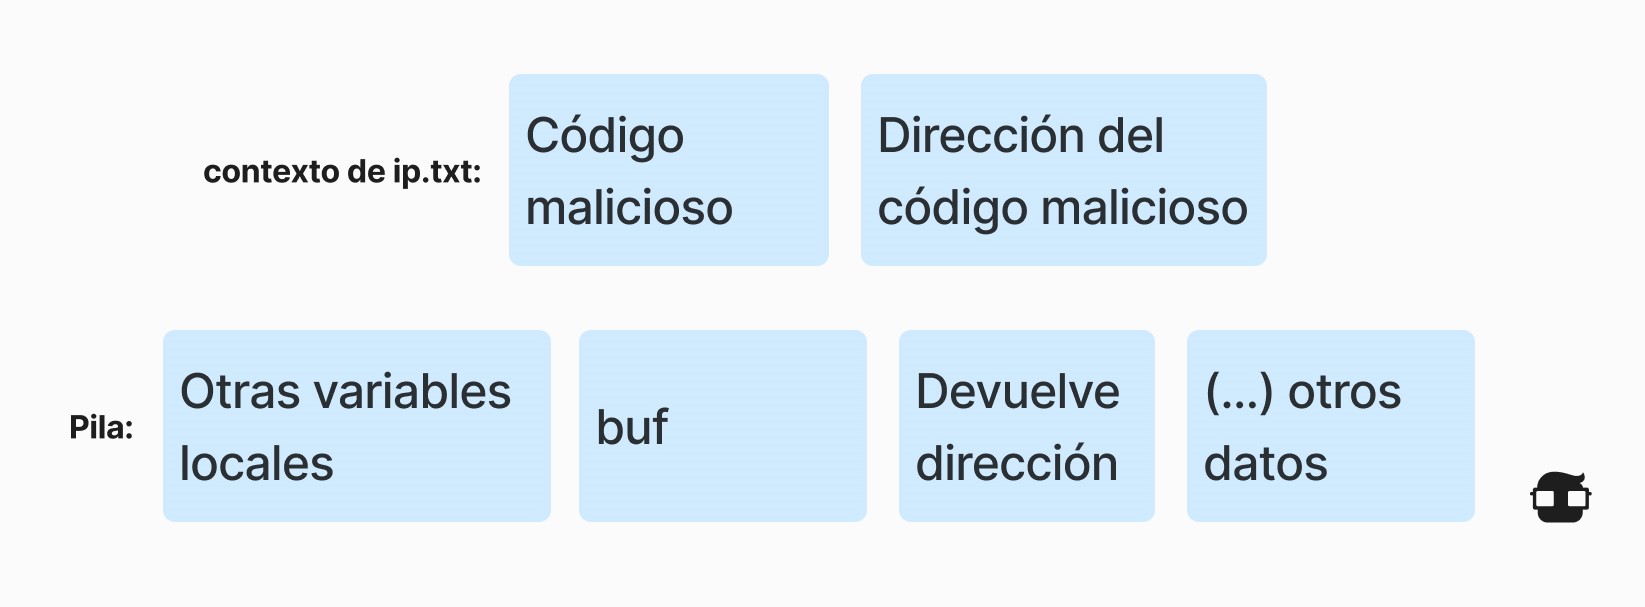 contexto de ip.txt:
Código
malicioso
Dirección del
código malicioso
Pila:
Otras variables
locales
buf
Devuelve
dirección
(...) otros
datos